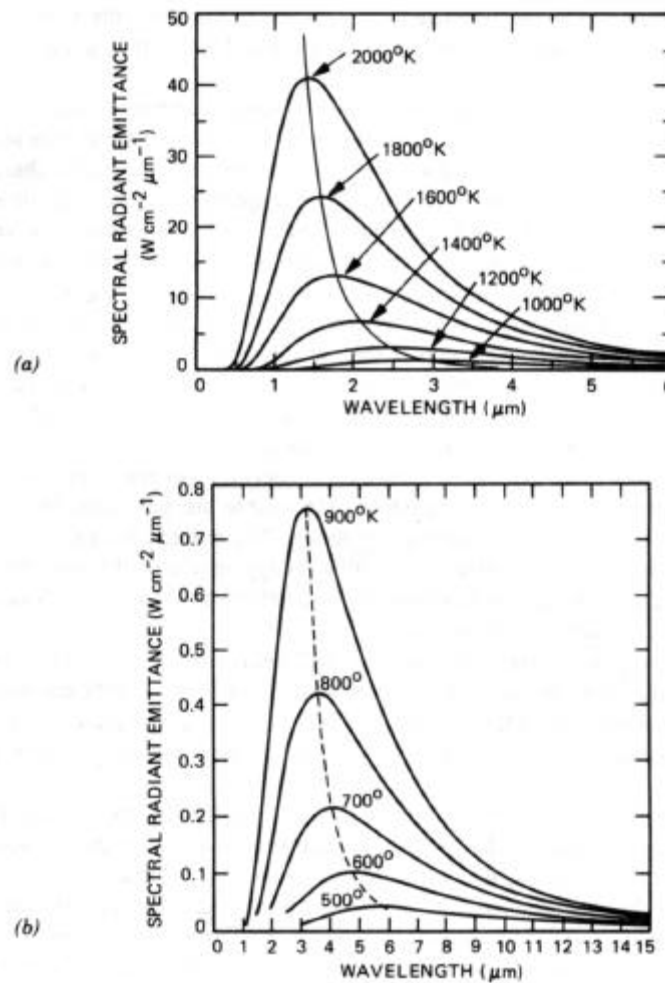 50
40
30
20
10
0
SPECTRAL RADIANT EMITTANCE
(W cm⁻² μm⁻¹)
2000°K
1800°K
1600°K
1400°K
1200°K
1000°K
0 1 2 3 4 5 6
WAVELENGTH (μm)
(a)
0.8
0.7
0.6
0.5
0.4
0.3
0.2
0.1
0
SPECTRAL RADIANT EMITTANCE (W cm⁻² μm⁻¹)
900°K
800°
700°
600°
500°
0 1 2 3 4 5 6 7 8 9 10 11 12 13 14 15
WAVELENGTH (μm)
(b)